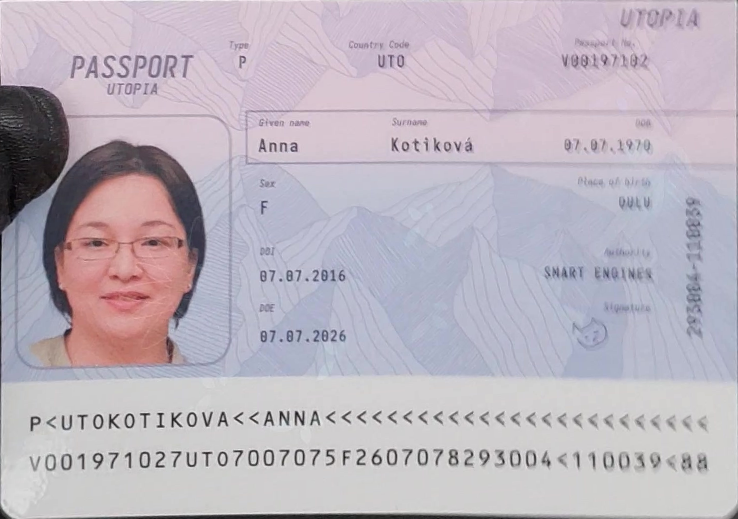 UTOPIA
Type Country Code Passport No.
PASSPORT P UTO V00197102
UTOPIA
Given name Surname DOB
Anna Kotiková 07.07.1970
Sex Place of birth
F OULU
DOI Authority
07.07.2016 SMART ENGINES
DOE Signature
07.07.2026
293004-110039
P<UTOKOTIKOVA<<ANNA<<<<<<<<<<<<<<<<<<<<<<<<<
V001971027UTO7007075F2607078293004<110039<88